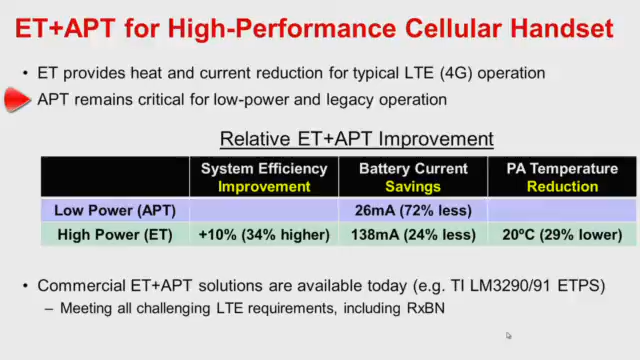 ET+APT for High-Performance Cellular Handset
• ET provides heat and current reduction for typical LTE (4G) operation
• APT remains critical for low-power and legacy operation
Relative ET+APT Improvement
System Efficiency Improvement Battery Current Savings PA Temperature Reduction
Low Power (APT) 26mA (72% less)
High Power (ET) +10% (34% higher) 138mA (24% less) 20ºC (29% lower)
• Commercial ET+APT solutions are available today (e.g. TI LM3290/91 ETPS)
– Meeting all challenging LTE requirements, including RxBN